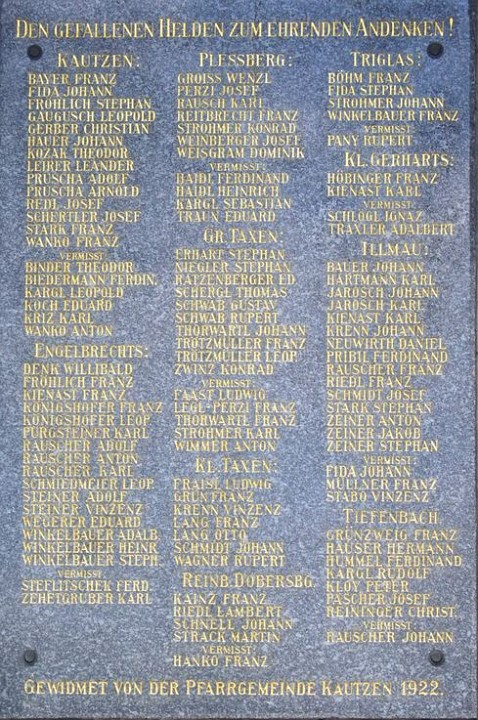 DEN GEFALLENEN HELDEN ZUM EHRENDEN ANDENKEN!
KAUTZEN:
BAYER FRANZ
FIDA JOHANN
FRÖHLICH STEPHAN
GAUGUSCH LEOPOLD
GERBER CHRISTIAN
HAUER JOHANN
KOZAK THEODOR
LEIRER LEANDER
PRUSCHA ADOLF
PRUSCHA ARNOLD
REDL JOSEF
SCHERTLER JOSEF
STARK FRANZ
WANKO FRANZ
VERMISST
BINDER THEODOR
BIEDERMANN FERDIN.
KARGL LEOPOLD
KOCH EDUARD
KRIZ KARL
WANKO ANTON
ENGELBRECHTS:
DENK WILLIBALD
FRÖHLICH FRANZ
KIENAST FRANZ
KÖNIGSHOFER FRANZ
KÖNIGSHOFER LEOP
PURGSTEINER KARL
RAUSCHER ADOLF
RAUSCHER ANTON
RAUSCHER KARL
SCHMIEDMEIER LEOP.
STEINER ADOLF
STEINER VINZENZ
WEGERER EDUARD
WINKELBAUER ADALB.
WINKELBAUER HEINR.
WINKELBAUER STEPH.
VERMISST
STEFLITSCHEK FERD.
ZEHETGRUBER KARL
PLESSBERG:
GROISS WENZL
PERZI JOSEF
RAUSCH KARL
REITBRECHT FRANZ
STROHMER KONRAD
WEINBERGER JOSEF
WEISGRAM DOMINIK
VERMISST:
HAIDL FERDINAND
HAIDL HEINRICH
KARGL SEBASTIAN
TRAUN EDUARD
GR. TAXEN:
ERHART STEPHAN
NIEGLER STEPHAN
RATZENBERGER ED.
SCHERGL THOMAS
SCHWAB GUSTAV
SCHWAB RUPERT
THORWARTL JOHANN
TRÖTZMÜLLER FRANZ
TRÖTZMÜLLER LEOP.
ZWINZ KONRAD
VERMISST:
FAAST LUDWIG
LEGL-PERZI FRANZ
THORWARTL FRANZ
STROHMER KARL
WIMMER ANTON
KL. TAXEN:
FRAISL LUDWIG
GRÜN FRANZ
KRENN VINZENZ
LANG FRANZ
LANG OTTO
SCHMIDT JOHANN
WAGNER RUPERT
REINB. DOBERSBG.
KAINZ FRANZ
RIEDL LAMBERT
SCHNELL JOHANN
STRACK MARTIN
VERMISST:
HANKO FRANZ
TRIGLAS:
BÖHM FRANZ
FIDA STEPHAN
STROHMER JOHANN
WINKELBAUER FRANZ
VERMISST:
PANY RUPERT
KL. GERHARTS:
HÖBINGER FRANZ
KIENAST KARL
VERMISST:
SCHLÖGL IGNAZ
TRAXLER ADALBERT
ILLMAU:
BAUER JOHANN
HARTMANN KARL
JAROSCH JOHANN
JAROSCH KARL
KIENAST KARL
KRENN JOHANN
NEUWIRTH DANIEL
PRIBIL FERDINAND
RAUSCHER FRANZ
RIEDL FRANZ
SCHMIDT JOSEF
STARK STEPHAN
ZEINER ANTON
ZEINER JAKOB
ZEINER STEPHAN
VERMISST:
FIDA JOHANN
MÜLLNER FRANZ
STABO VINZENZ
TIEFENBACH.
GRÜNZWEIG FRANZ
HÄUSER HERMANN
HUMMEL FERDINAND
KARGL RUDOLF
KLOY PETER
PASCHER JOSEF
REININGER CHRIST.
VERMISST:
RAUSCHER JOHANN
GEWIDMET VON DER PFARRGEMEINDE KAUTZEN 1922.